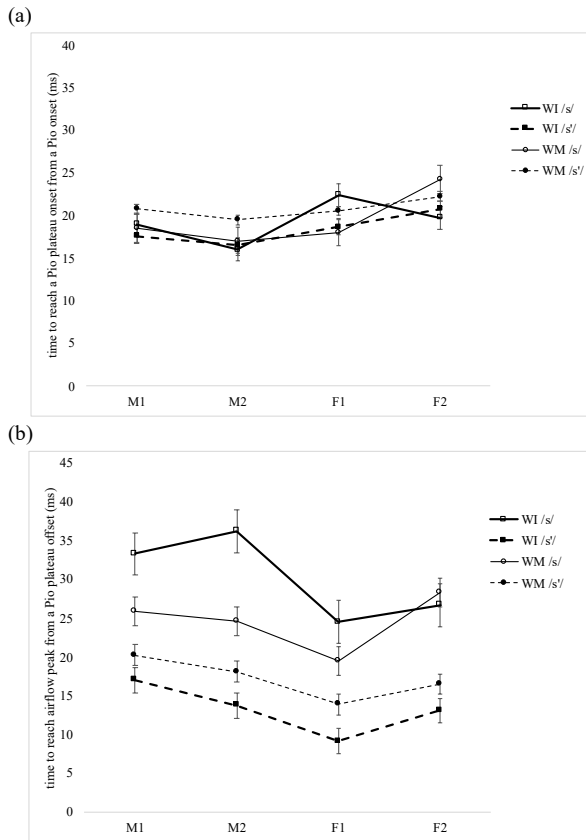 (a)
time to reach a Pio plateau onset from a Pio onset (ms)
40
35
30
25
20
15
10
5
0
M1 M2 F1 F2
WI /s/
WI /s'/
WM /s/
WM /s'/
(b)
time to reach airflow peak from a Pio plateau offset (ms)
45
40
35
30
25
20
15
10
5
0
M1 M2 F1 F2
WI /s/
WI /s'/
WM /s/
WM /s'/